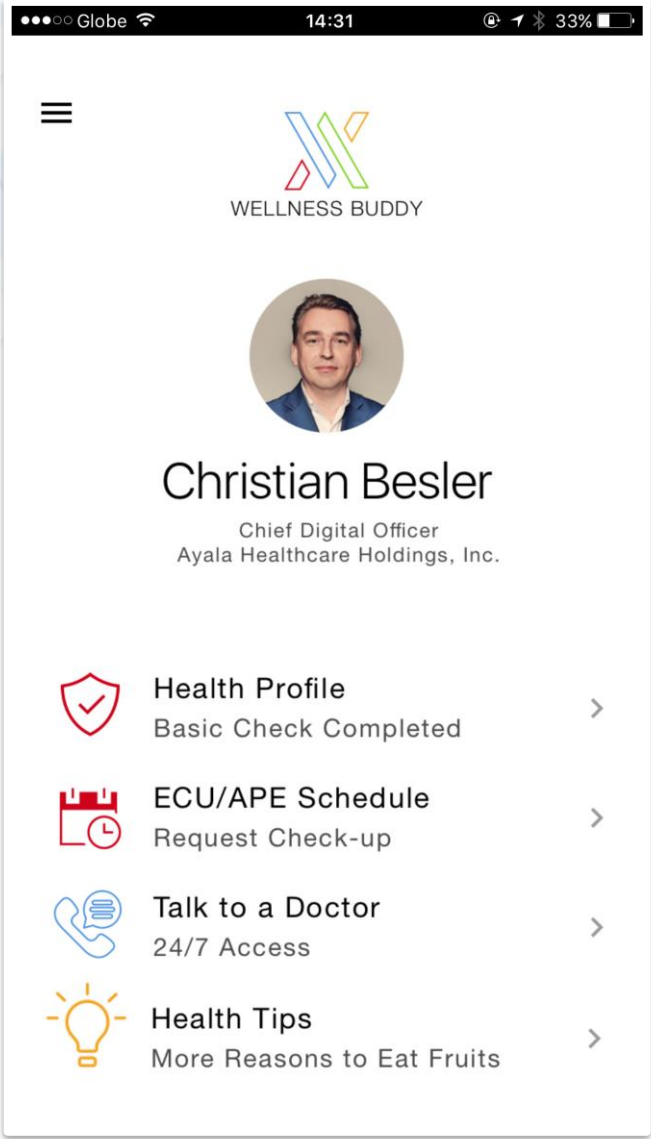 Globe 14:31 33%
WELLNESS BUDDY
Christian Besler
Chief Digital Officer
Ayala Healthcare Holdings, Inc.
Health Profile
Basic Check Completed
ECU/APE Schedule
Request Check-up
Talk to a Doctor
24/7 Access
Health Tips
More Reasons to Eat Fruits